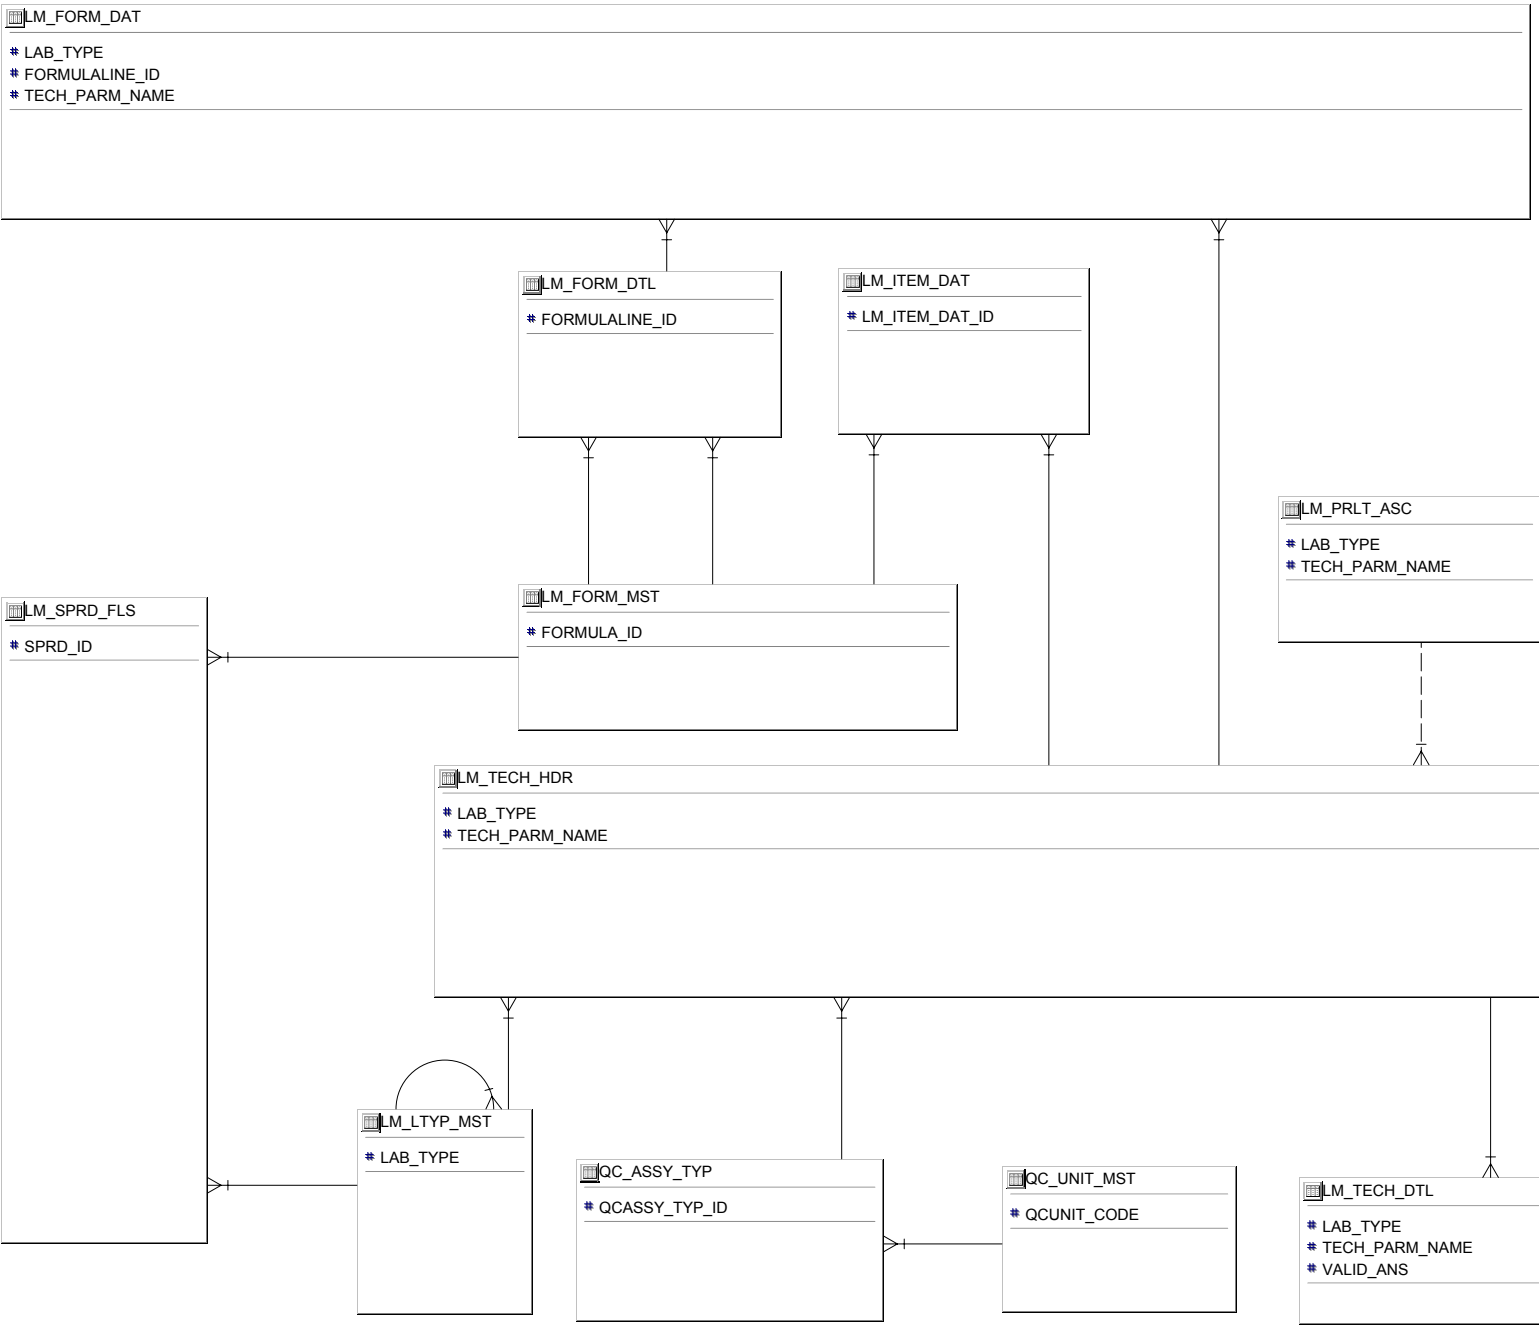 LM_FORM_DAT
# LAB_TYPE
# FORMULALINE_ID
# TECH_PARM_NAME
LM_FORM_DTL
# FORMULALINE_ID
LM_ITEM_DAT
# LM_ITEM_DAT_ID
LM_PRLT_ASC
# LAB_TYPE
# TECH_PARM_NAME
LM_SPRD_FLS
# SPRD_ID
LM_FORM_MST
# FORMULA_ID
LM_TECH_HDR
# LAB_TYPE
# TECH_PARM_NAME
LM_LTYP_MST
# LAB_TYPE
QC_ASSY_TYP
# QCASSY_TYP_ID
QC_UNIT_MST
# QCUNIT_CODE
LM_TECH_DTL
# LAB_TYPE
# TECH_PARM_NAME
# VALID_ANS